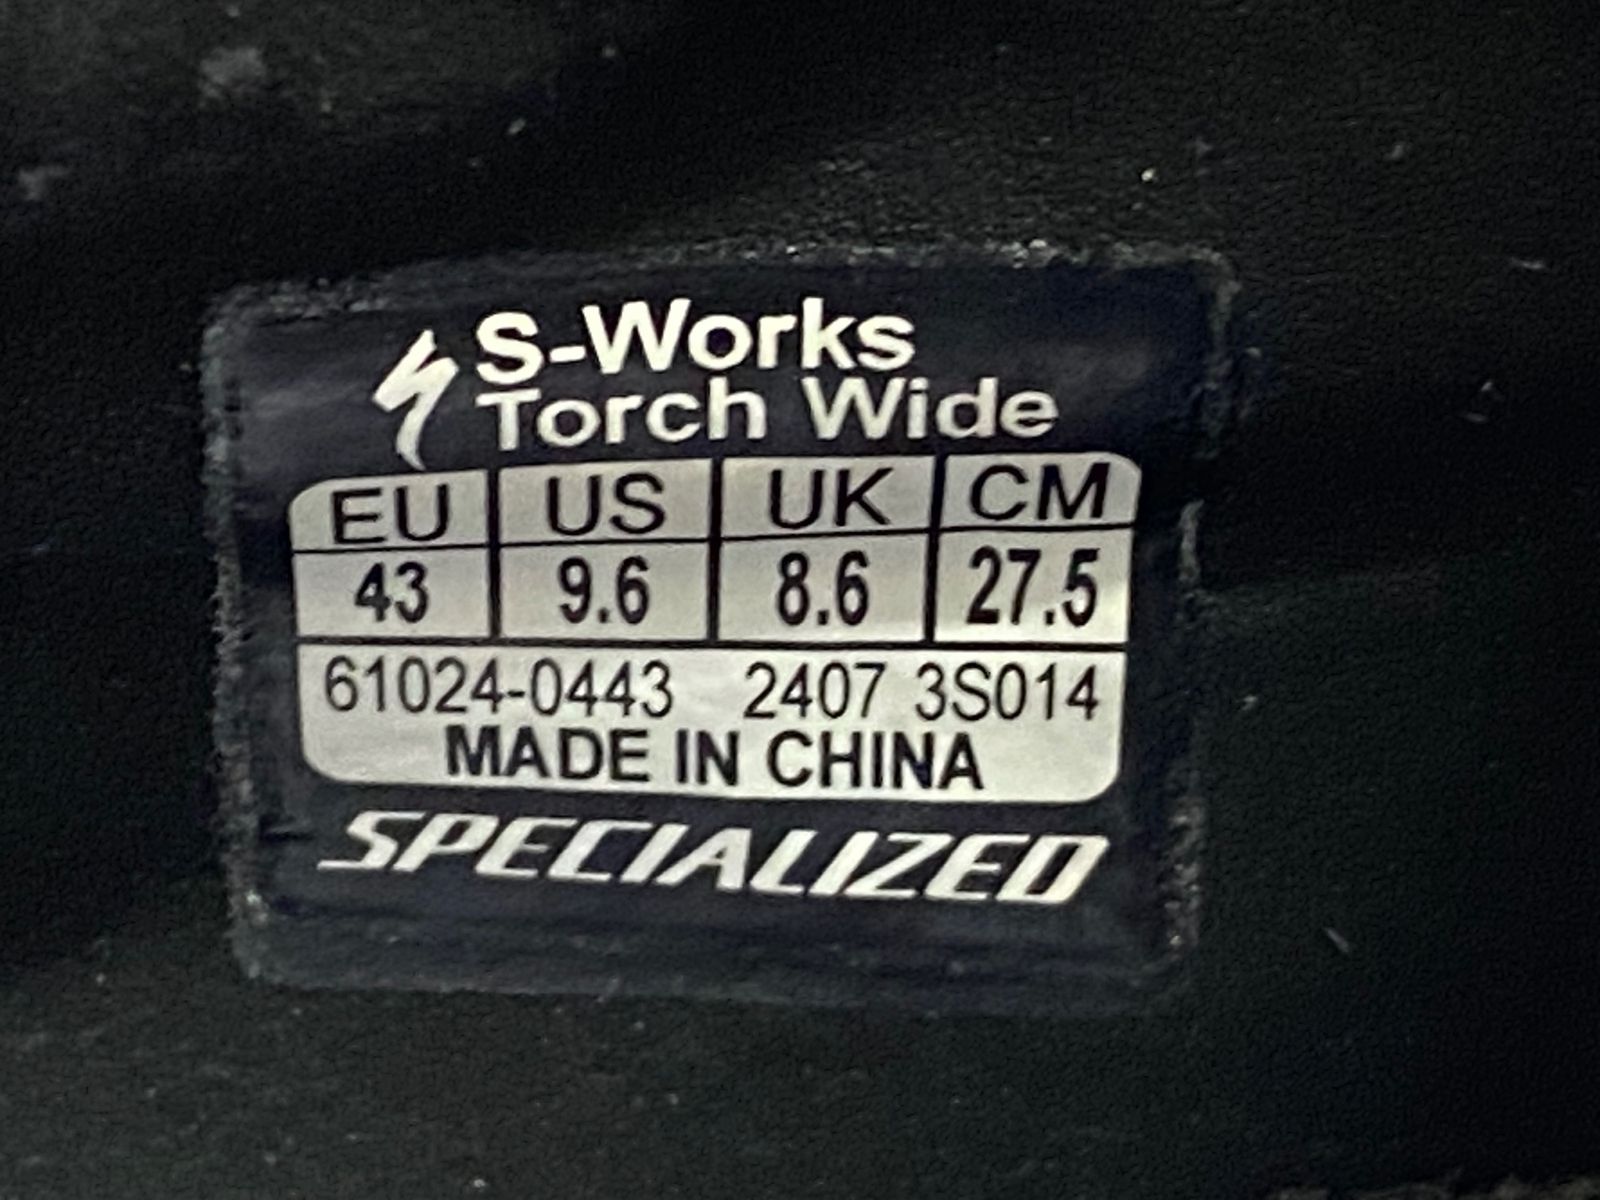 S-Works
Torch Wide
EU US UK CM
43 9.6 8.6 27.5
61024-0443 2407 3S014
MADE IN CHINA
SPECIALIZED